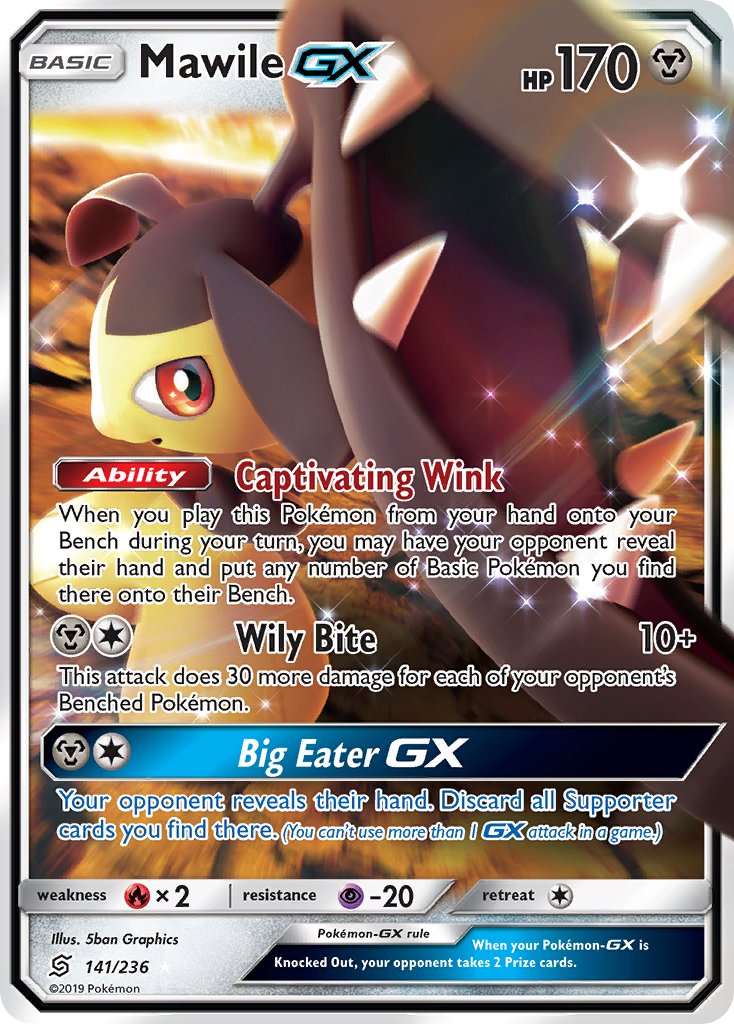 BASIC Mawile GX HP 170
Ability Captivating Wink
When you play this Pokémon from your hand onto your
Bench during your turn, you may have your opponent reveal
their hand and put any number of Basic Pokémon you find
there onto their Bench.
Wily Bite 10+
This attack does 30 more damage for each of your opponent's
Benched Pokémon.
Big Eater GX
Your opponent reveals their hand. Discard all Supporter
cards you find there. (You can't use more than 1 GX attack in a game.)
weakness ×2 resistance -20 retreat
Illus. 5ban Graphics
Pokémon-GX rule
When your Pokémon-GX is
Knocked Out, your opponent takes 2 Prize cards.
141/236
©2019 Pokémon